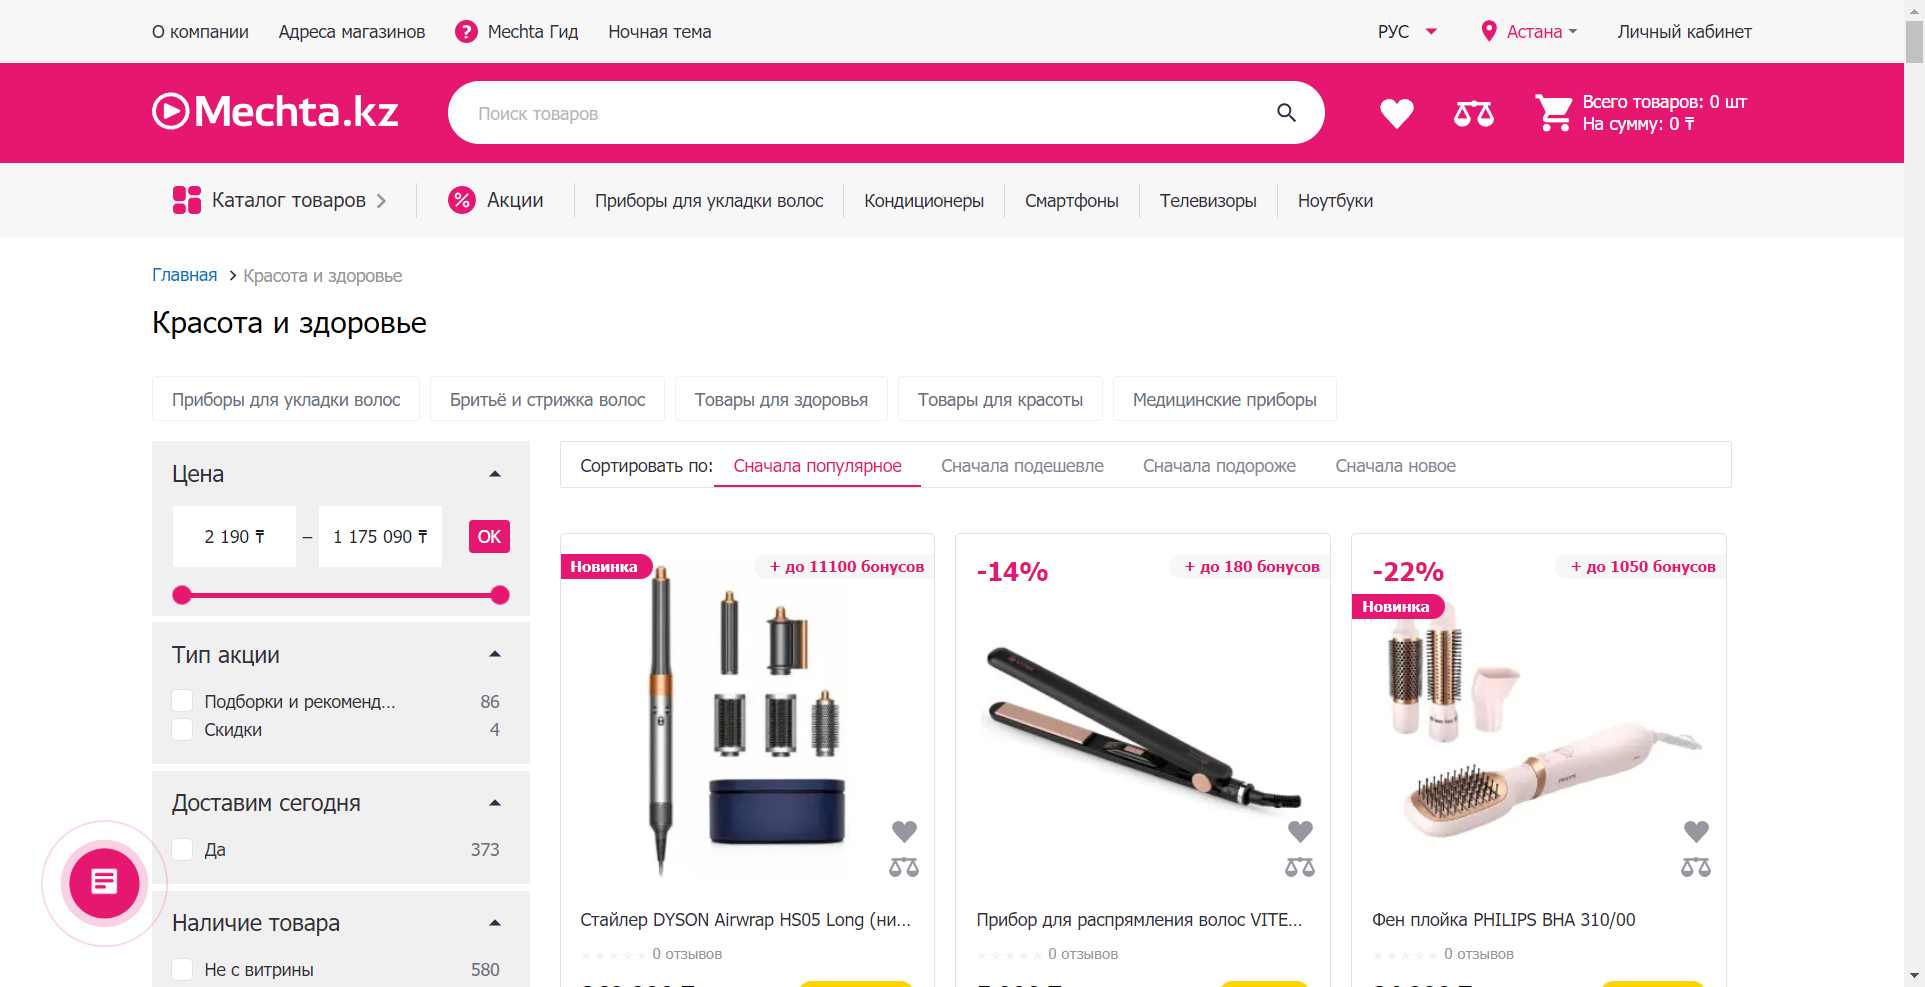 О компании
Адреса магазинов
? Mechta Гид
Ночная тема
РУС
Астана
Личный кабинет
Mechta.kz
Поиск товаров
Всего товаров: 0 шт
На сумму: 0 ₸
Каталог товаров
% Акции
Приборы для укладки волос
Кондиционеры
Смартфоны
Телевизоры
Ноутбуки
Главная > Красота и здоровье
Красота и здоровье
Приборы для укладки волос
Бритьё и стрижка волос
Товары для здоровья
Товары для красоты
Медицинские приборы
Цена
2 190 ₸ – 1 175 090 ₸ OK
Тип акции
Подборки и рекоменд... 86
Скидки 4
Доставим сегодня
Да 373
Наличие товара
Не с витрины 580
Сортировать по: Сначала популярное Сначала подешевле Сначала подороже Сначала новое
Новинка
+ до 11100 бонусов
Стайлер DYSON Airwrap HS05 Long (ни...
0 отзывов
-14%
+ до 180 бонусов
Прибор для распрямления волос VITE...
0 отзывов
-22%
+ до 1050 бонусов
Новинка
Фен плойка PHILIPS BHA 310/00
0 отзывов